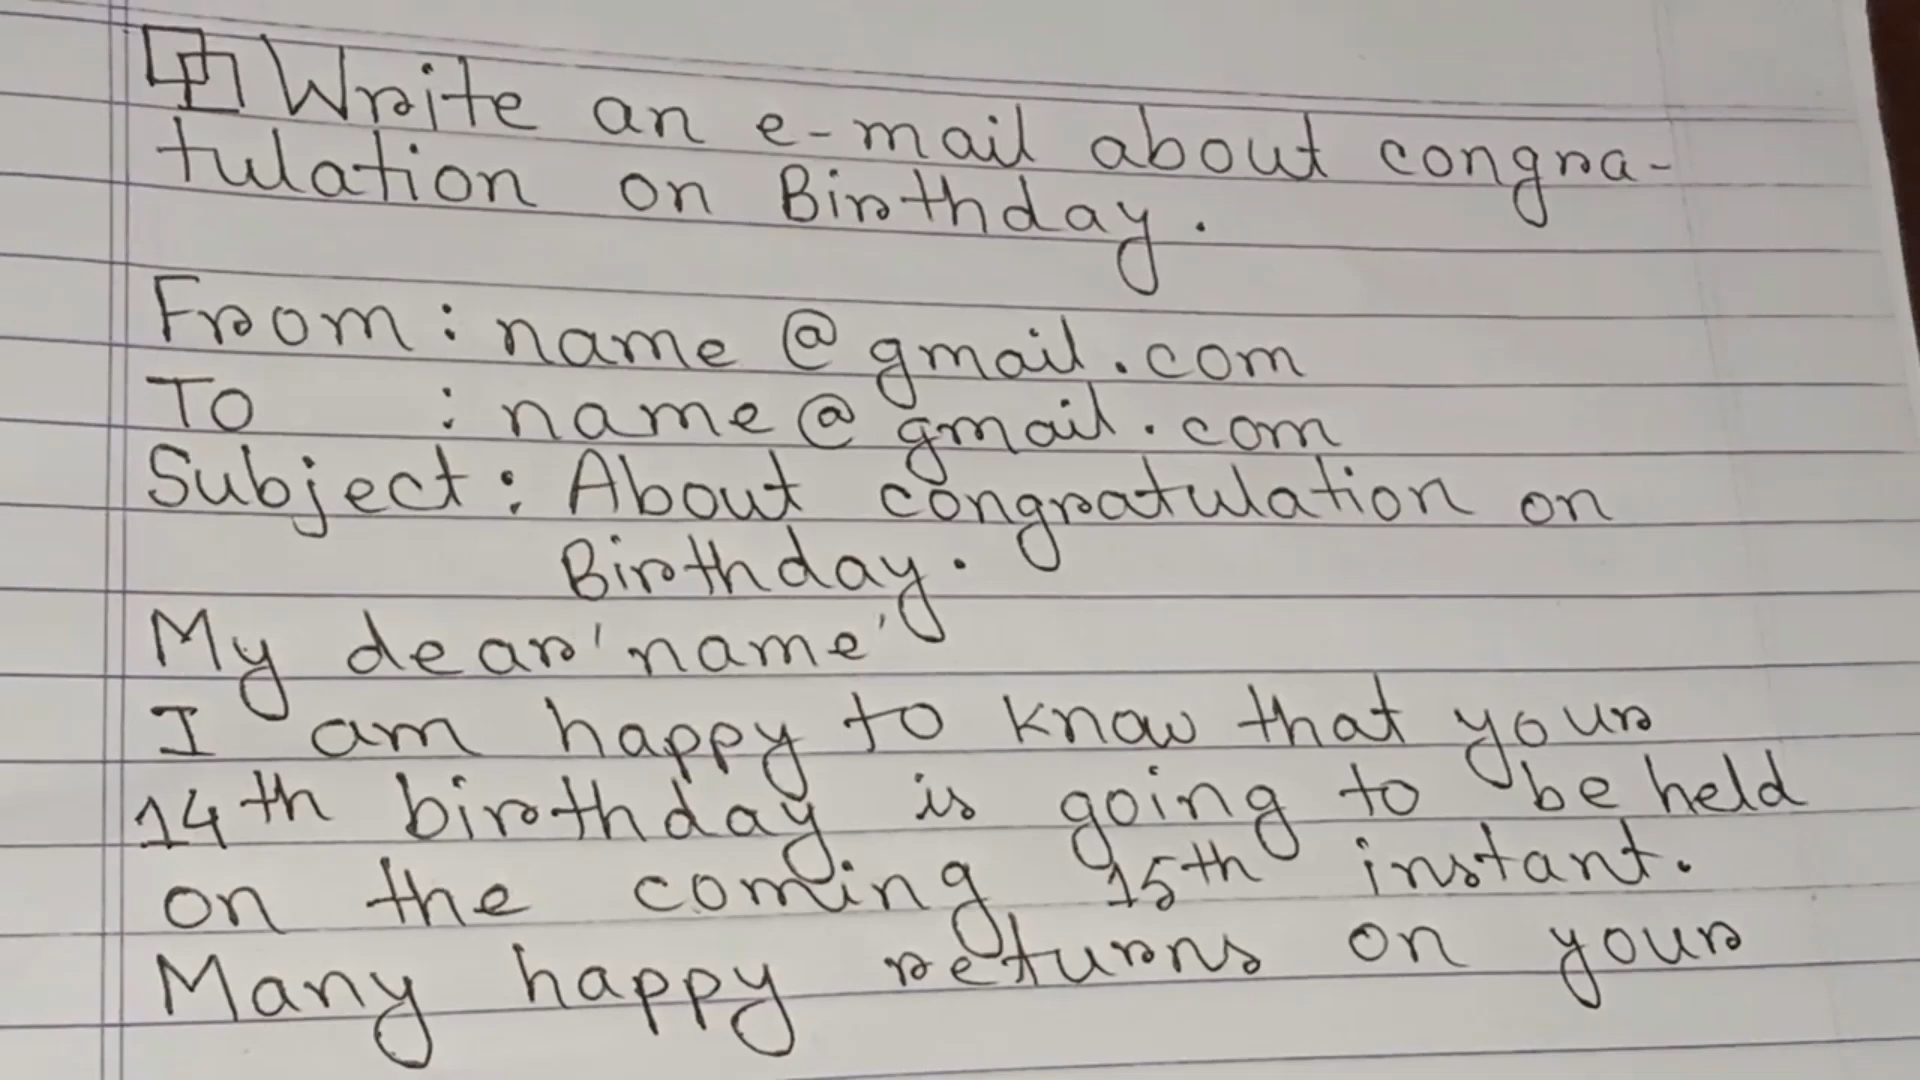 Write an e-mail about congra-
tulation on Birthday.
From : name @ gmail.com
To : name @ gmail.com
Subject : About congratulation on
Birthday.
My dear 'name'
I am happy to know that your
14th birthday is going to be held
on the coming 15th instant.
Many happy returns on your